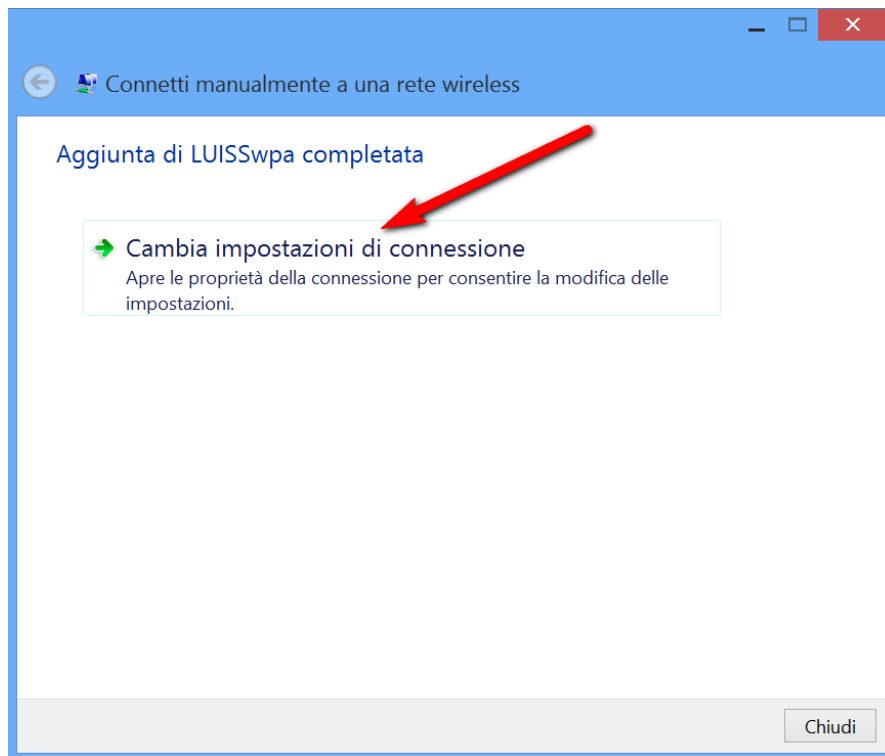 Connetti manualmente a una rete wireless
Aggiunta di LUISSwpa completata
Cambia impostazioni di connessione
Apre le proprietà della connessione per consentire la modifica delle
impostazioni.
Chiudi